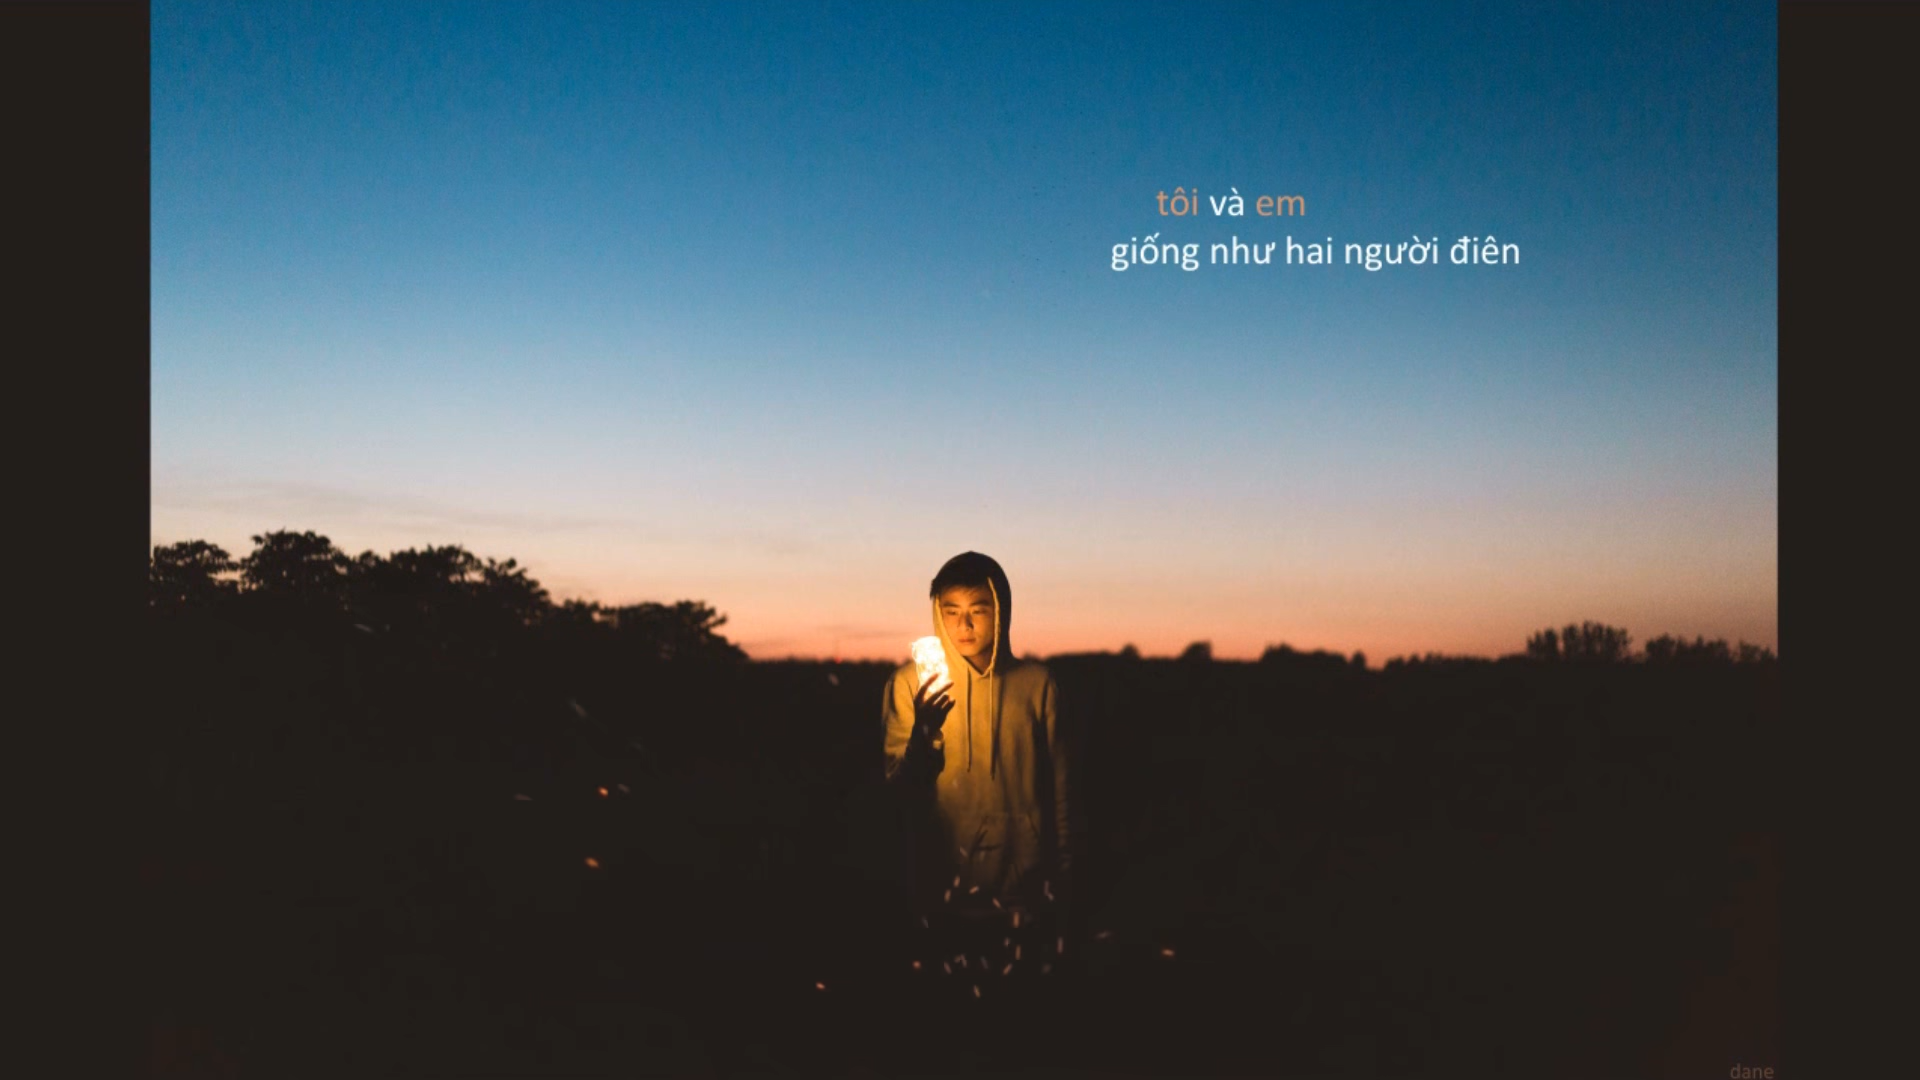 tôi và em
giống như hai người điên
dane